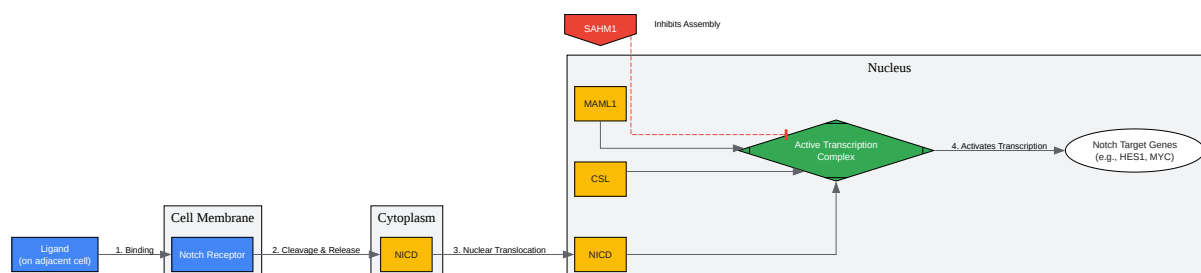 SAHM1
Inhibits Assembly
Nucleus
MAML1
Active Transcription
Complex
4. Activates Transcription
Notch Target Genes
(e.g., HES1, MYC)
CSL
Cell Membrane
Cytoplasm
Ligand
(on adjacent cell)
1. Binding
Notch Receptor
2. Cleavage & Release
NICD
3. Nuclear Translocation
NICD